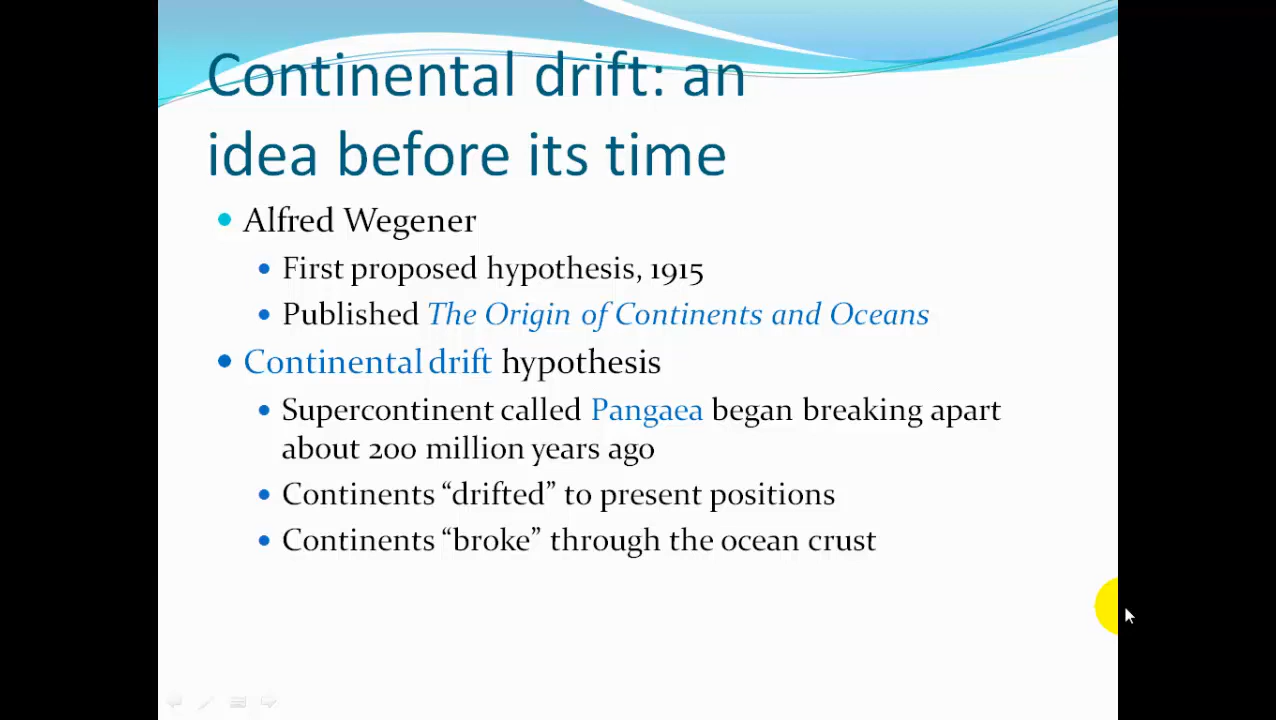 Continental drift: an
idea before its time
Alfred Wegener
First proposed hypothesis, 1915
Published The Origin of Continents and Oceans
Continental drift hypothesis
Supercontinent called Pangaea began breaking apart
about 200 million years ago
Continents “drifted” to present positions
Continents “broke” through the ocean crust